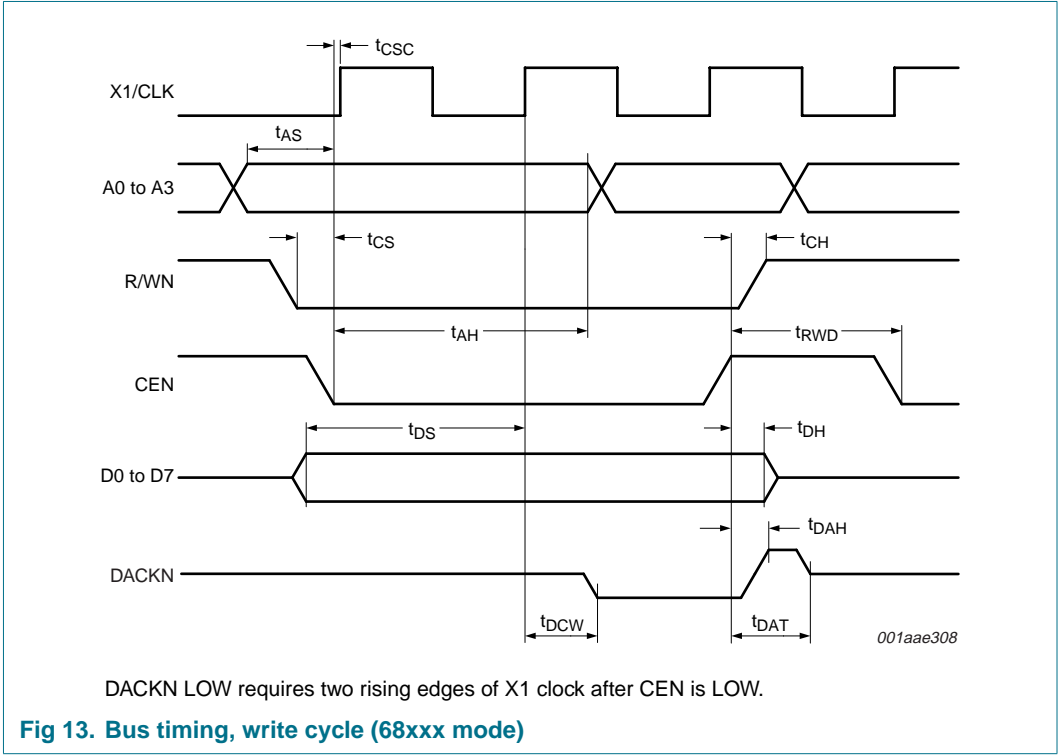 tCSC
X1/CLK
tAS
A0 to A3
tCS
tCH
R/WN
tAH
tRWD
CEN
tDS
tDH
D0 to D7
tDAH
DACKN
tDCW
tDAT
001aae308
DACKN LOW requires two rising edges of X1 clock after CEN is LOW.
Fig 13. Bus timing, write cycle (68xxx mode)